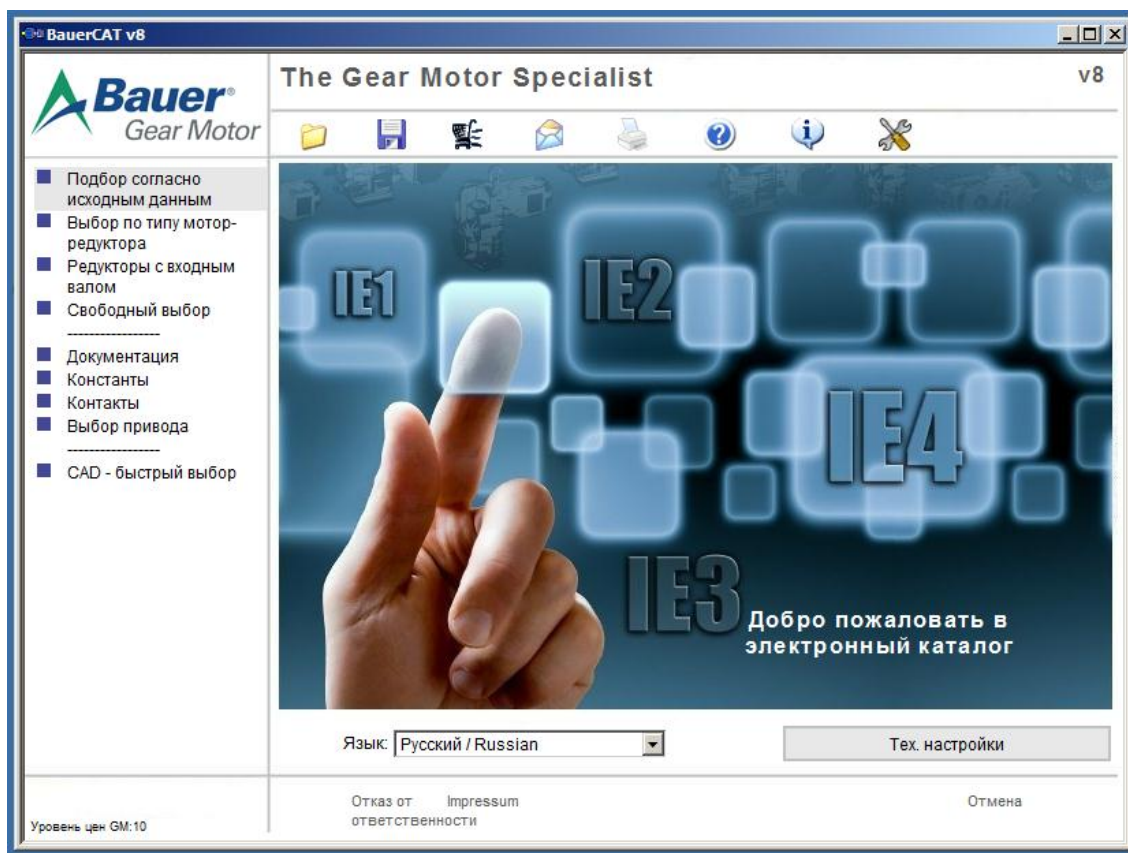 BauerCAT v8
Bauer®
Gear Motor
The Gear Motor Specialist
v8
Подбор согласно
исходным данным
Выбор по типу мотор-
редуктора
Редукторы с входным
валом
Свободный выбор
-----------------
Документация
Константы
Контакты
Выбор привода
-----------------
CAD - быстрый выбор
IE1
IE2
IE4
IE3
Добро пожаловать в
электронный каталог
Язык: Русский / Russian
Тех. настройки
Отказ от
ответственности
Impressum
Отмена
Уровень цен GM:10